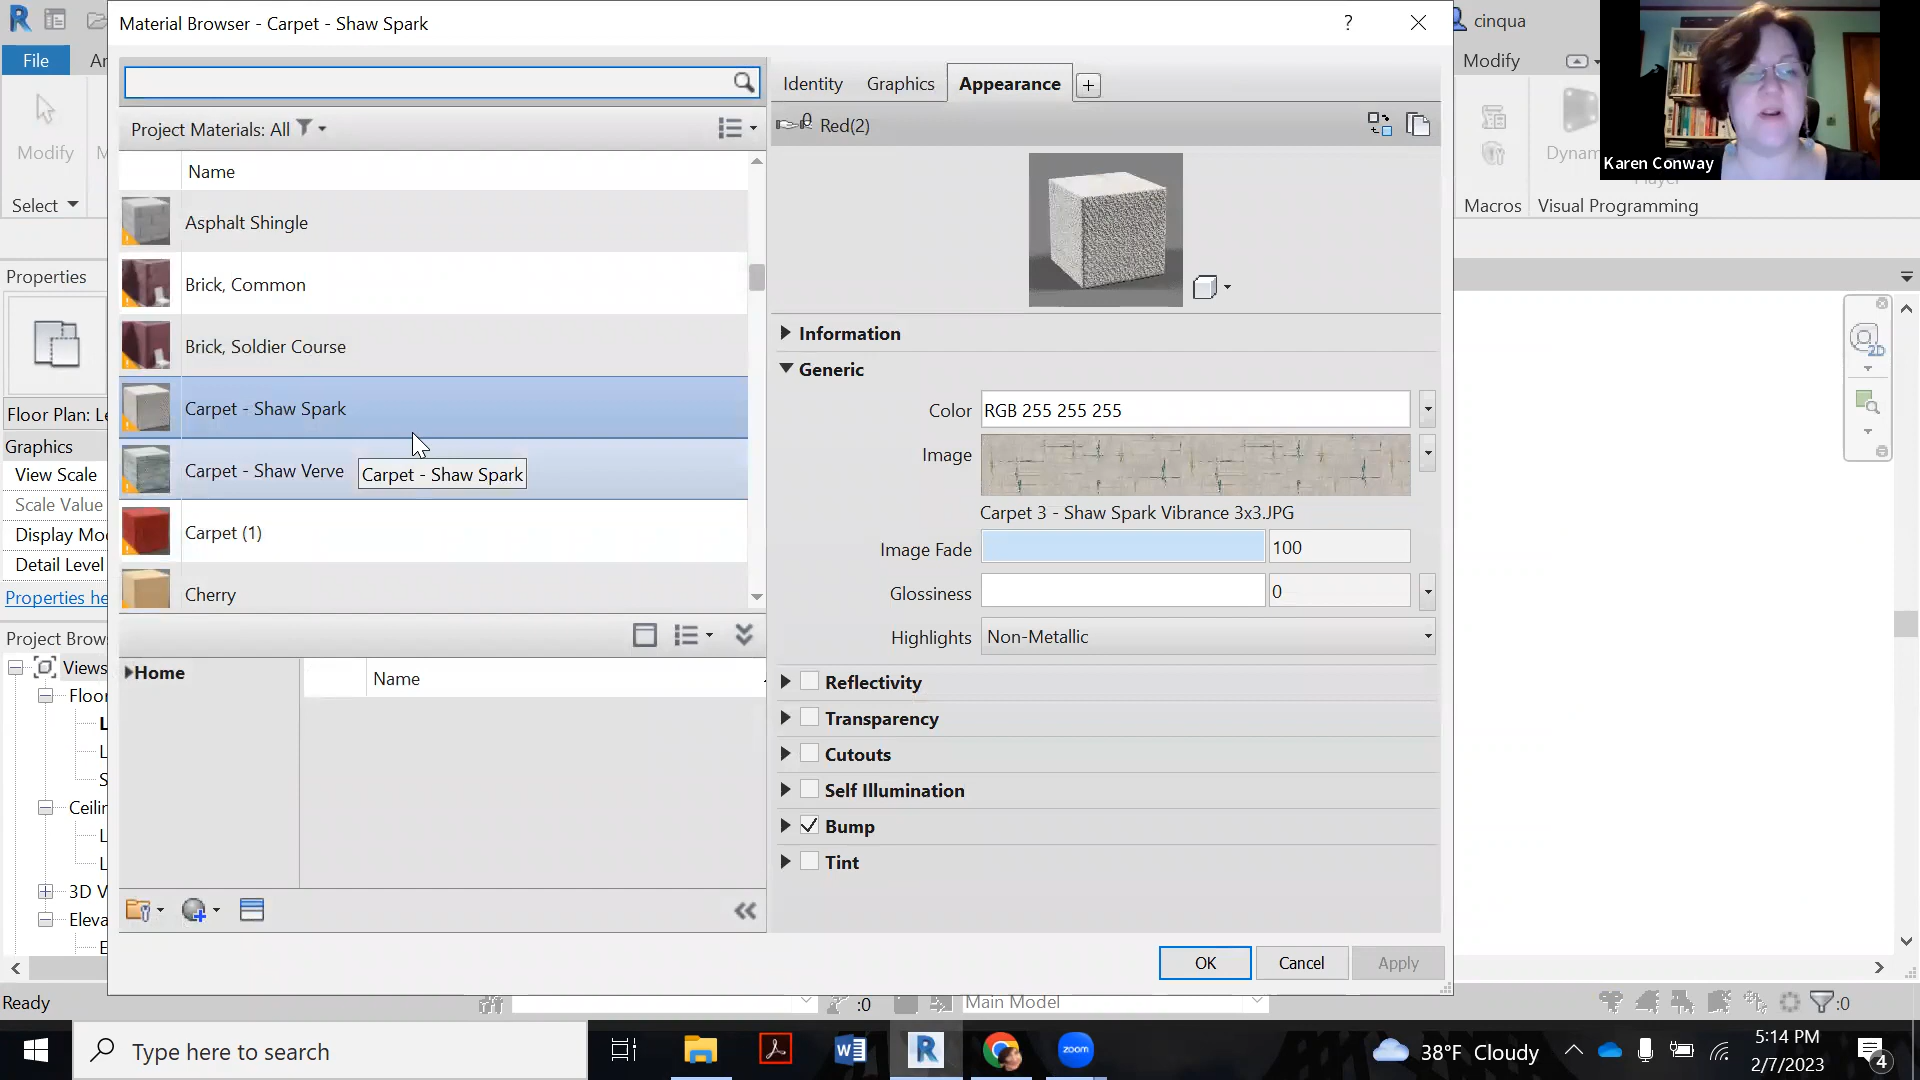 Material Browser - Carpet - Shaw Spark
?
cinqua
File
Ar
Modify
Modify
Select
Karen Conway
Macros
Visual Programming
Project Materials: All
Name
Asphalt Shingle
Brick, Common
Brick, Soldier Course
Carpet - Shaw Spark
Carpet - Shaw Verve
Carpet - Shaw Spark
Carpet (1)
Cherry
Home
Name
Identity
Graphics
Appearance
0
Red(2)
Information
Generic
Color
RGB 255 255 255
Image
Carpet 3 - Shaw Spark Vibrance 3x3.JPG
Image Fade
100
Glossiness
0
Highlights
Non-Metallic
Reflectivity
Transparency
Cutouts
Self Illumination
Bump
Tint
OK
Cancel
Apply
Properties
Floor Plan: Le
Graphics
View Scale
Scale Value
Display Mo
Detail Level
Properties he
Project Brow
Views
Floor
L
L
S
Ceilin
L
L
3D V
Eleva
E
2D
Ready
:0
Main Model
:0
Type here to search
zoom
38°F Cloudy
5:14 PM
2/7/2023
4